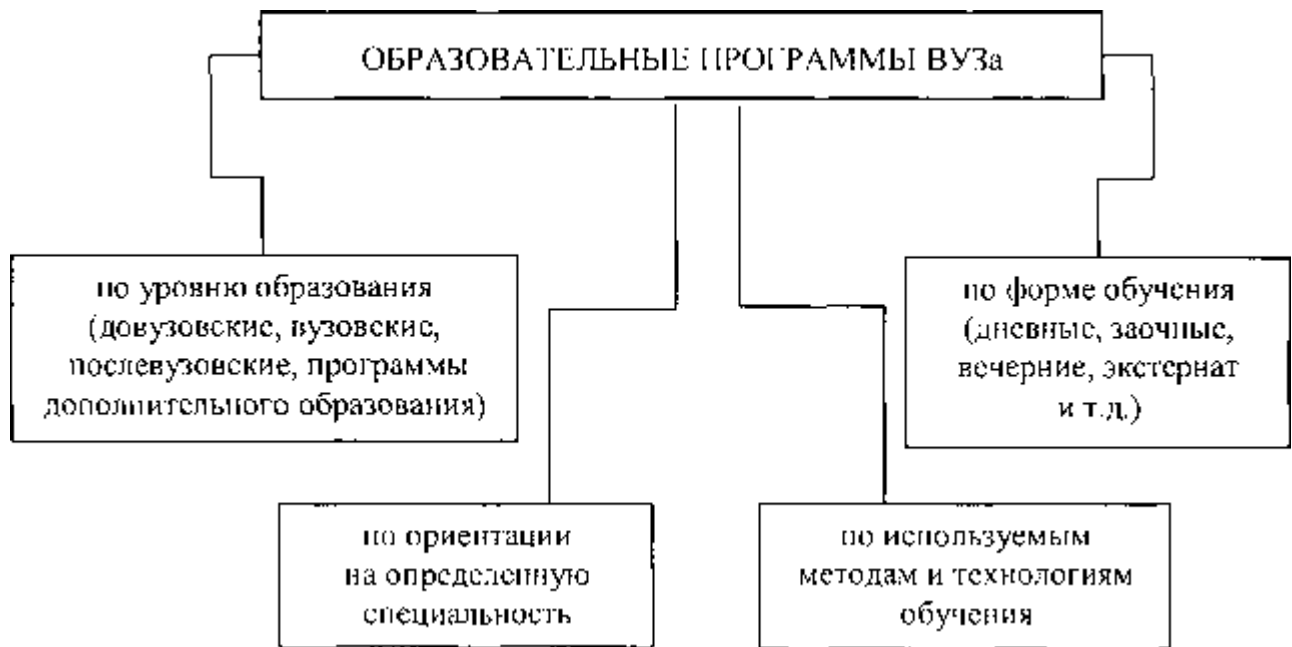 ОБРАЗОВАТЕЛЬНЫЕ ПРОГРАММЫ ВУЗа
по уровню образования
(довузовские, вузовские,
послевузовские, программы
дополнительного образования)
по форме обучения
(дневные, заочные,
вечерние, экстернат
и т.д.)
по ориентации
на определенную
специальность
по используемым
методам и технологиям
обучения